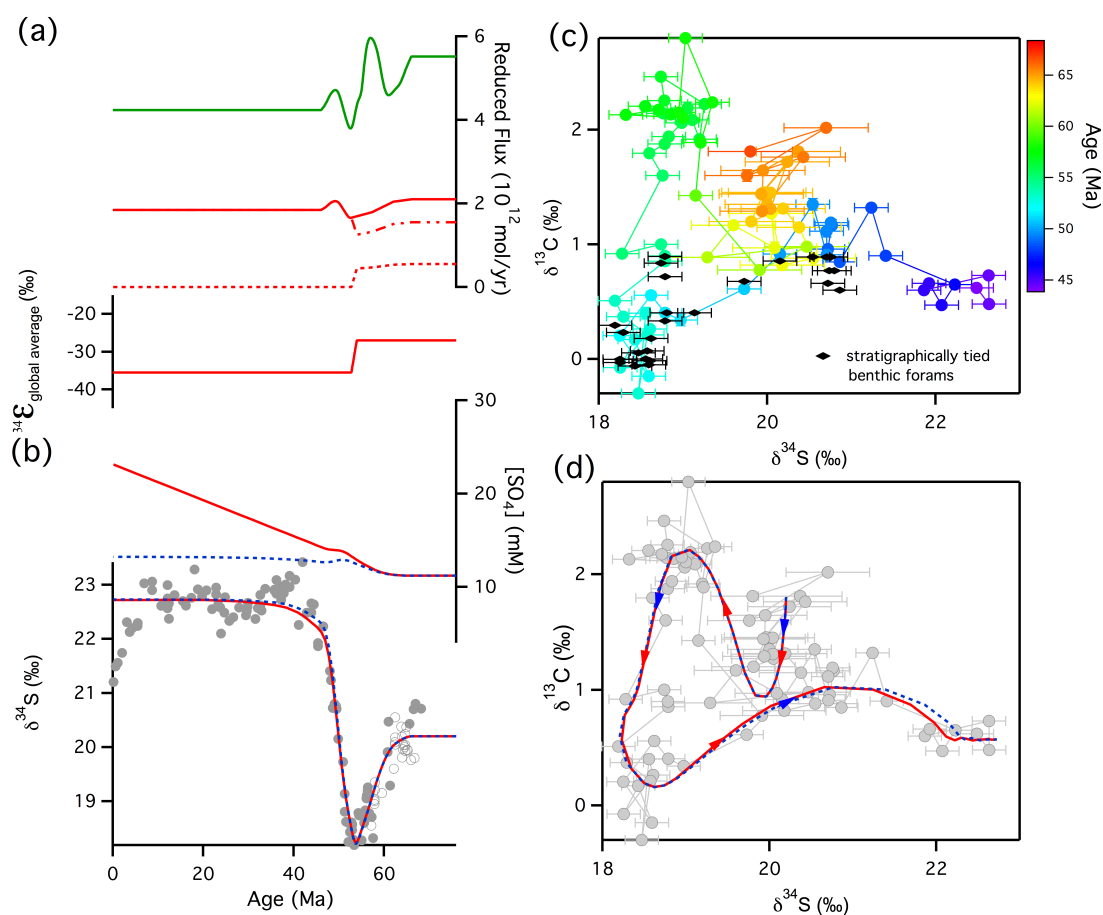 (a)
6
4
2
0
Reduced Flux (10^12 mol/yr)
-20
-30
-40
34ε global average (‰)
(b)
30
20
10
[SO4] (mM)
23
22
21
20
19
δ34S (‰)
0 20 40 60
Age (Ma)
(c)
2
1
0
δ13C (‰)
18 20 22
δ34S (‰)
stratigraphically tied
benthic forams
65
60
55
50
45
Age (Ma)
(d)
2
1
0
δ13C (‰)
18 20 22
δ34S (‰)